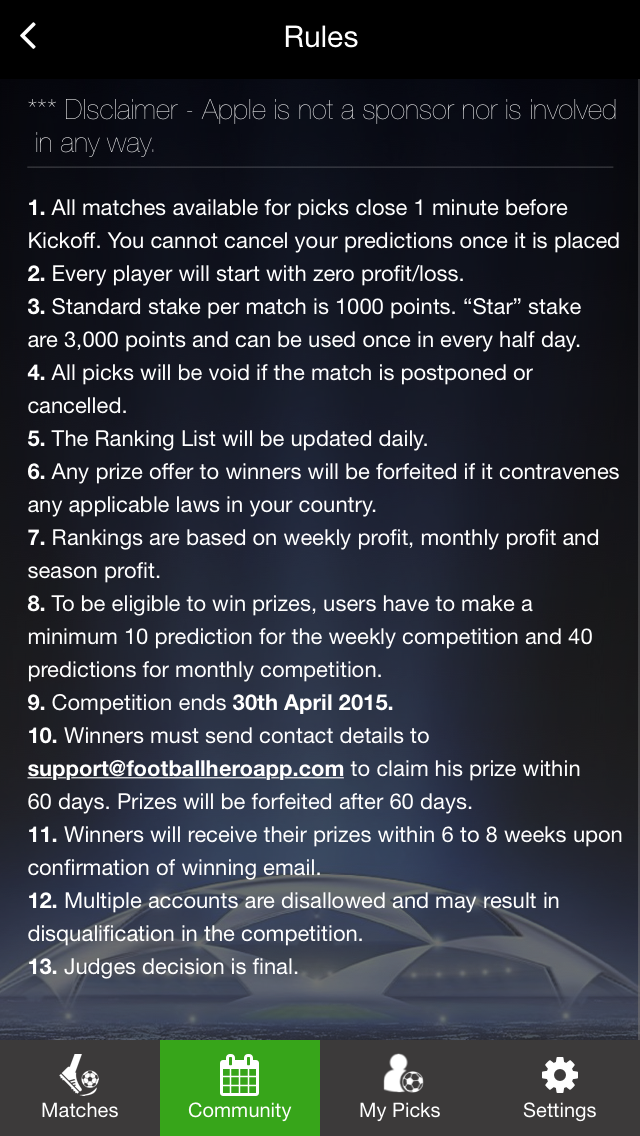 Rules
*** DIsclaimer - Apple is not a sponsor nor is involved
in any way.
1. All matches available for picks close 1 minute before
Kickoff. You cannot cancel your predictions once it is placed
2. Every player will start with zero profit/loss.
3. Standard stake per match is 1000 points. “Star” stake
are 3,000 points and can be used once in every half day.
4. All picks will be void if the match is postponed or
cancelled.
5. The Ranking List will be updated daily.
6. Any prize offer to winners will be forfeited if it contravenes
any applicable laws in your country.
7. Rankings are based on weekly profit, monthly profit and
season profit.
8. To be eligible to win prizes, users have to make a
minimum 10 prediction for the weekly competition and 40
predictions for monthly competition.
9. Competition ends 30th April 2015.
10. Winners must send contact details to
support@footballheroapp.com to claim his prize within
60 days. Prizes will be forfeited after 60 days.
11. Winners will receive their prizes within 6 to 8 weeks upon
confirmation of winning email.
12. Multiple accounts are disallowed and may result in
disqualification in the competition.
13. Judges decision is final.
Matches
Community
My Picks
Settings